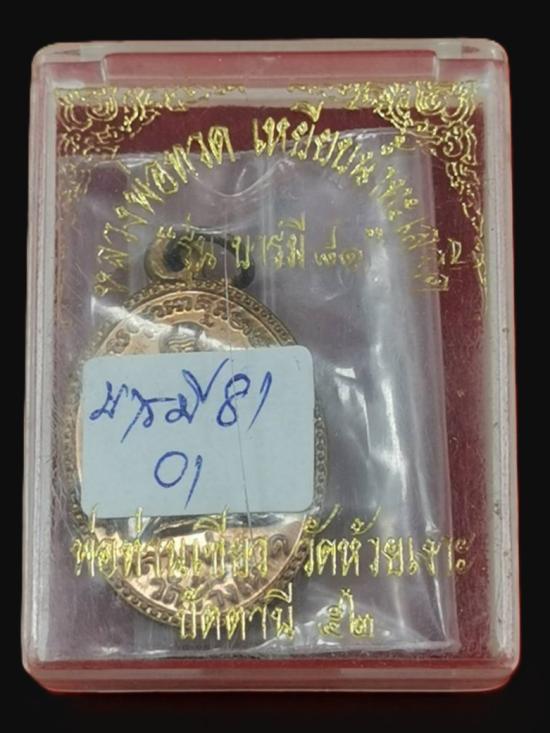 หลวงพ่อทวด เหยียบน้ำทะเลจืด
"รุ่น บารมี ๘๑"
บารมี 81
01
พ่อท่านเขียว วัดห้วยเงาะ
ปัตตานี ๕๒